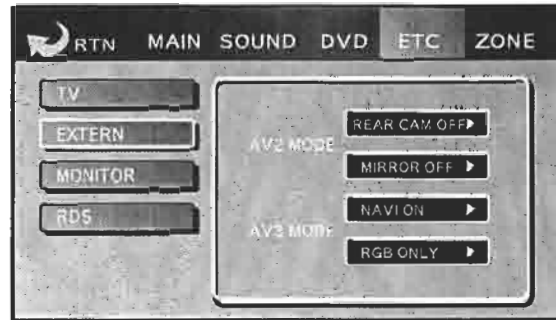 RTN MAIN SOUND DVD ETC ZONE
TV
EXTERN
MONITOR
RDS
AV2 MODE
REAR CAM OFF
MIRROR OFF
AV3 MODE
NAVI ON
RGB ONLY